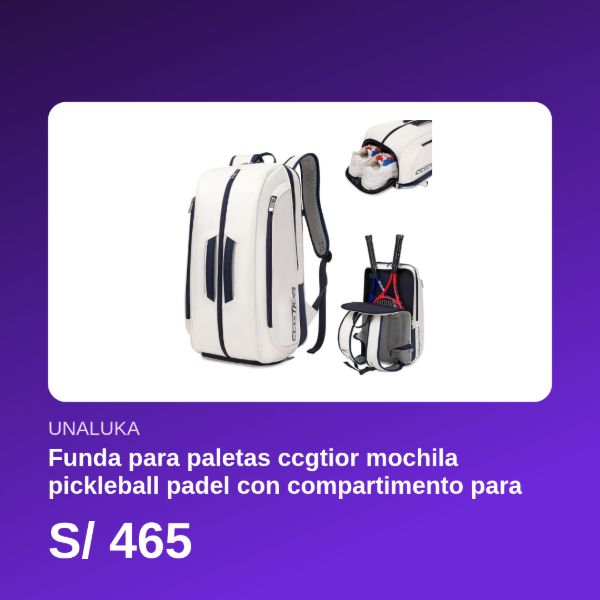 UNALUKA
Funda para paletas ccgtior mochila
pickleball padel con compartimento para
S/ 465